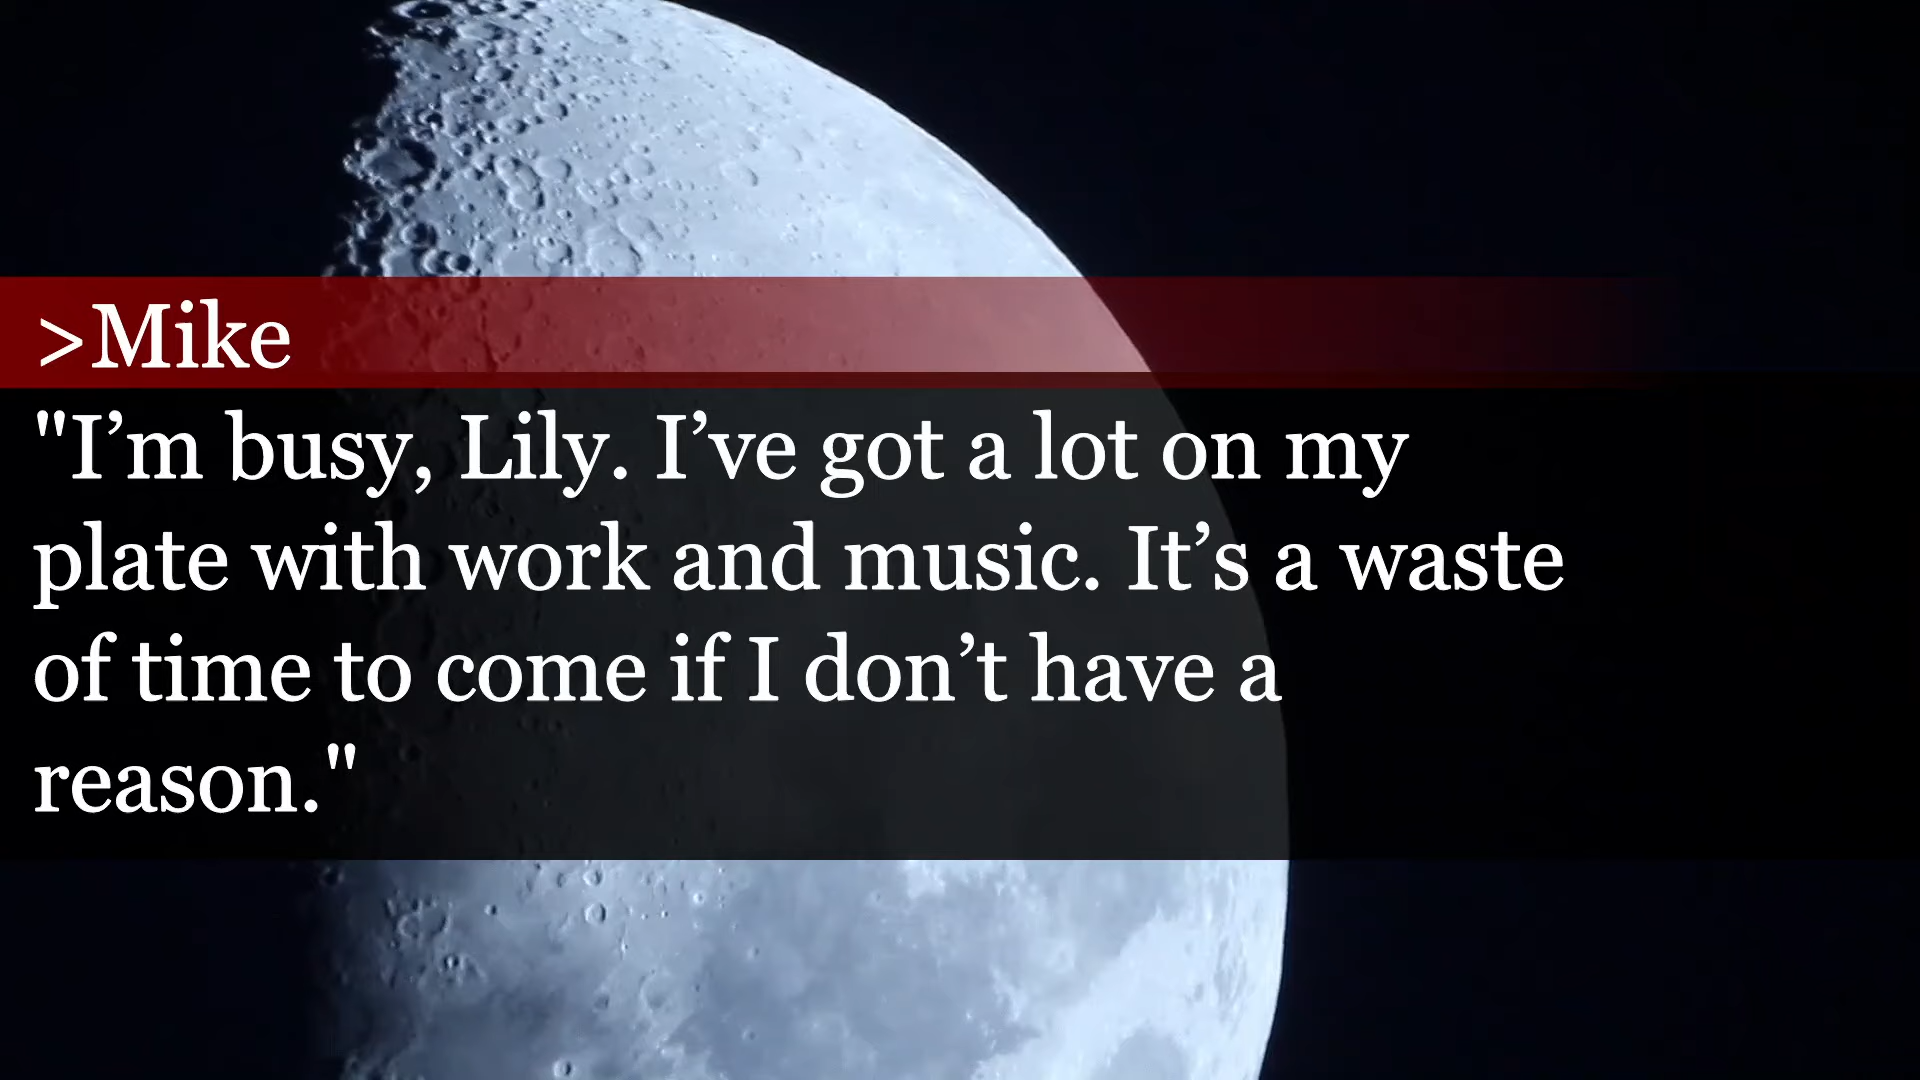 >Mike
"I’m busy, Lily. I’ve got a lot on my
plate with work and music. It’s a waste
of time to come if I don’t have a
reason."